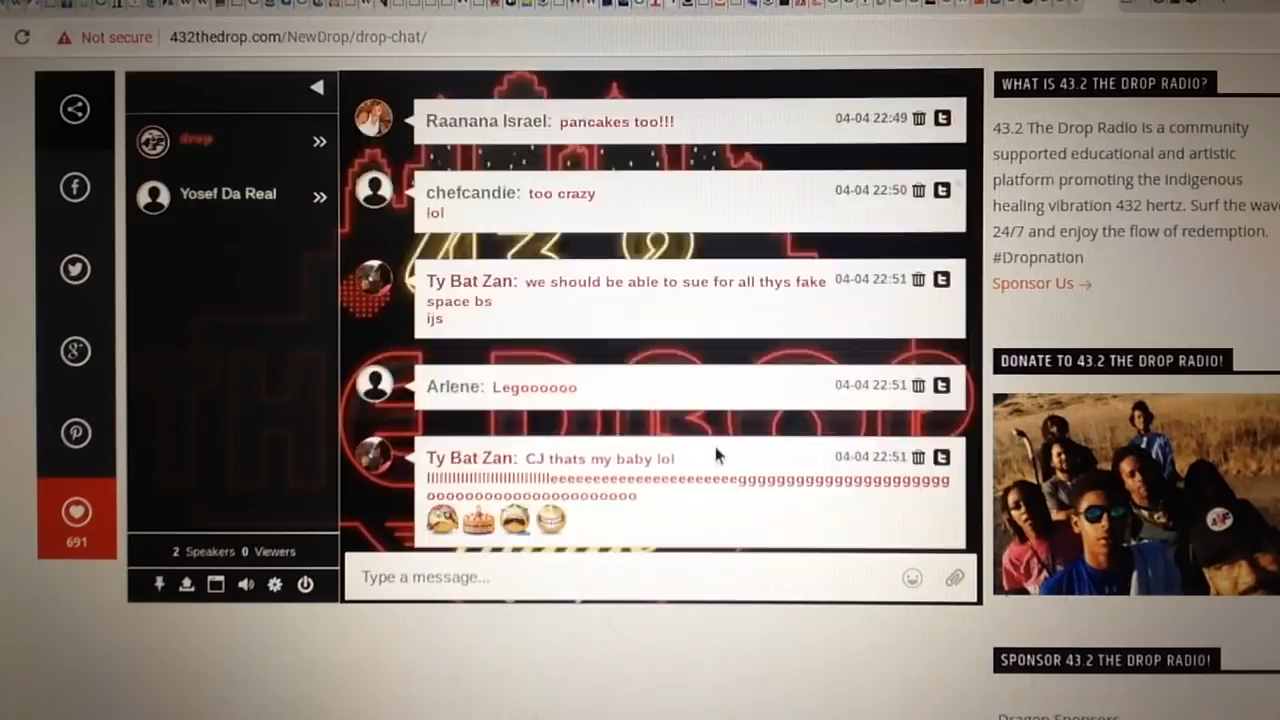 Not secure 432thedrop.com/NewDrop/drop-chat/
drop
Yosef Da Real
691
2 Speakers 0 Viewers
Raanana Israel: pancakes too!!! 04-04 22:49
chefcandie: too crazy 04-04 22:50
lol
Ty Bat Zan: we should be able to sue for all thys fake 04-04 22:51
space bs
ijs
Arlene: Legoooooo 04-04 22:51
Ty Bat Zan: CJ thats my baby lol 04-04 22:51
Type a message...
THE DROP
WHAT IS 43.2 THE DROP RADIO?
43.2 The Drop Radio is a community
supported educational and artistic
platform promoting the indigenous
healing vibration 432 hertz. Surf the wave
24/7 and enjoy the flow of redemption.
#Dropnation
Sponsor Us →
DONATE TO 43.2 THE DROP RADIO!
SPONSOR 43.2 THE DROP RADIO!
Dragon Sponsors